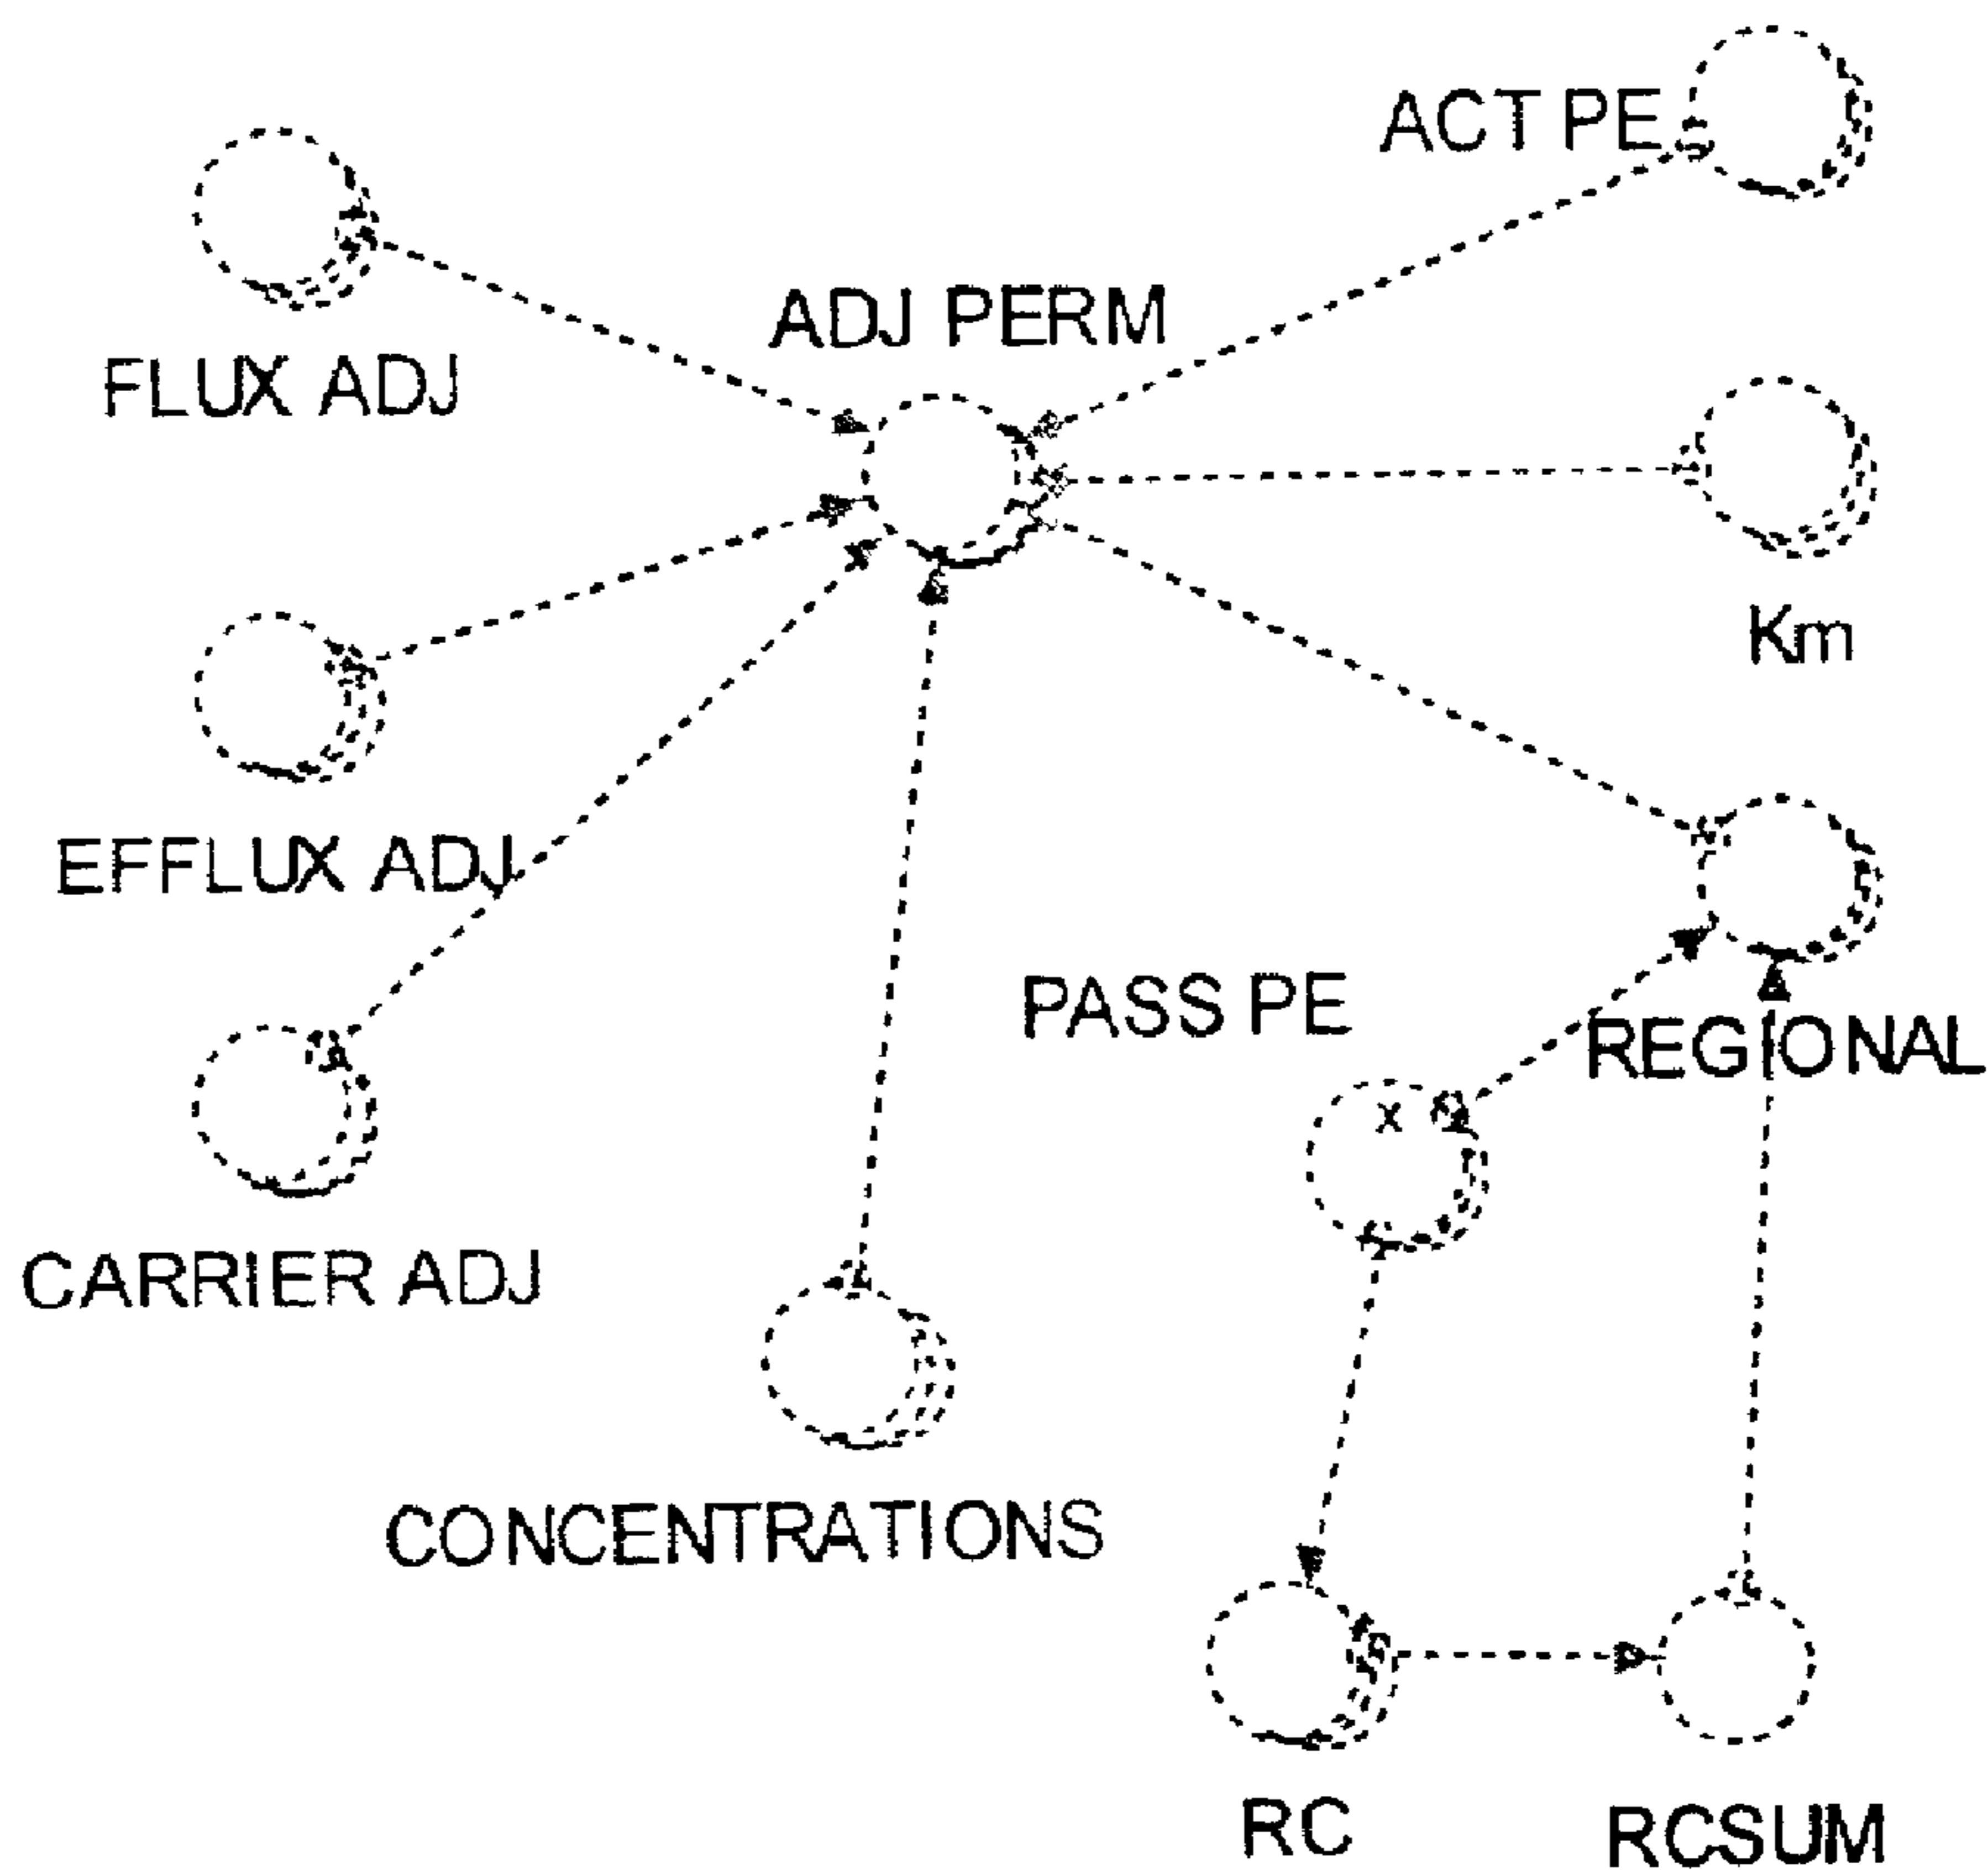 ACT PE
ADJ PERM
FLUX ADJ
Km
EFFLUX ADJ
PASS PE
REGIONAL
x
CARRIER ADJ
CONCENTRATIONS
RC
RCSUM